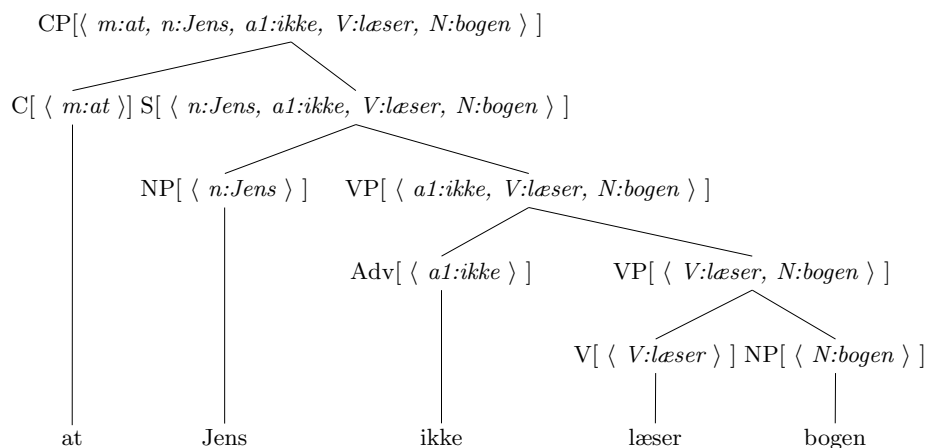 CP[⟨ m:at, n:Jens, a1:ikke, V:læser, N:bogen ⟩ ]
C[ ⟨ m:at ⟩] S[ ⟨ n:Jens, a1:ikke, V:læser, N:bogen ⟩ ]
NP[ ⟨ n:Jens ⟩ ] VP[ ⟨ a1:ikke, V:læser, N:bogen ⟩ ]
Adv[ ⟨ a1:ikke ⟩ ] VP[ ⟨ V:læser, N:bogen ⟩ ]
V[ ⟨ V:læser ⟩ ] NP[ ⟨ N:bogen ⟩ ]
at Jens ikke læser bogen